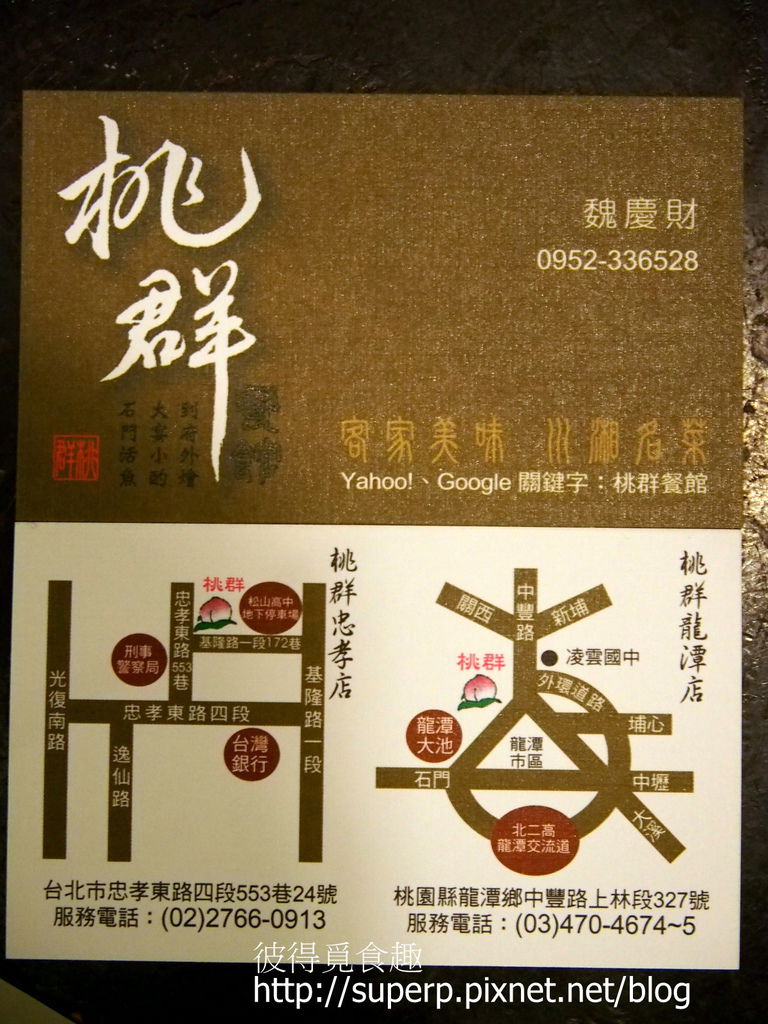 桃群
魏慶財
0952-336528
餐館
到府外燴
大宴小酌
石門活魚
桃群
客家美味 川湘名菜
Yahoo!、Google 關鍵字：桃群餐館
桃群忠孝店
桃群
松山高中
地下停車場
忠孝東路553巷
基隆路一段172巷
刑事
警察局
光復南路
忠孝東路四段
基隆路一段
逸仙路
台灣
銀行
台北市忠孝東路四段553巷24號
服務電話：(02)2766-0913
桃群龍潭店
關西
中豐路
新埔
凌雲國中
桃群
外環道路
龍潭
大池
龍潭
市區
埔心
石門
中壢
大溪
北二高
龍潭交流道
桃園縣龍潭鄉中豐路上林段327號
服務電話：(03)470-4674~5
彼得覓食趣
http://superp.pixnet.net/blog